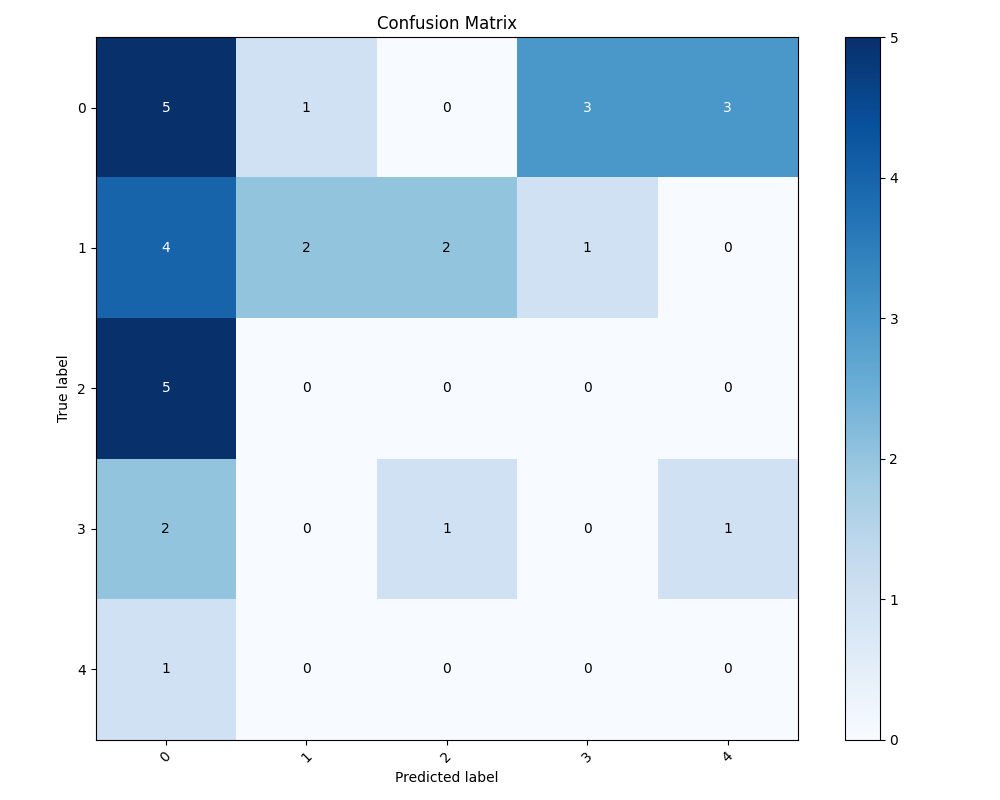 Confusion Matrix
0 5 1 0 3 3
1 4 2 2 1 0
True label
2 5 0 0 0 0
3 2 0 1 0 1
4 1 0 0 0 0
0 1 2 3 4
Predicted label
5
4
3
2
1
0